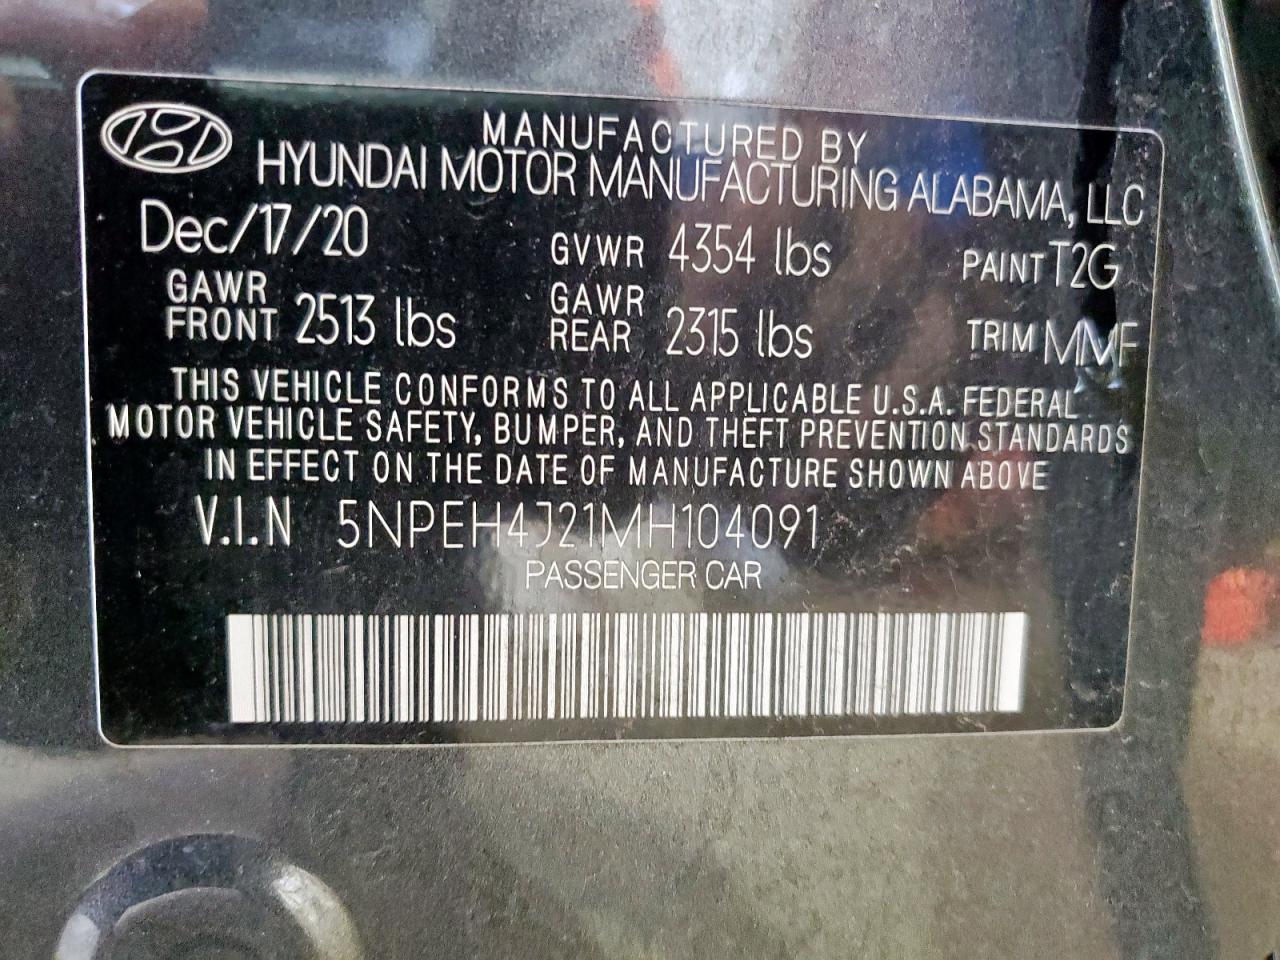 MANUFACTURED BY
HYUNDAI MOTOR MANUFACTURING ALABAMA, LLC
Dec/17/20 GVWR 4354 lbs PAINT T2G
GAWR FRONT 2513 lbs GAWR REAR 2315 lbs TRIM MMF
THIS VEHICLE CONFORMS TO ALL APPLICABLE U.S.A. FEDERAL
MOTOR VEHICLE SAFETY, BUMPER, AND THEFT PREVENTION STANDARDS
IN EFFECT ON THE DATE OF MANUFACTURE SHOWN ABOVE
V.I.N 5NPEH4J21MH104091
PASSENGER CAR